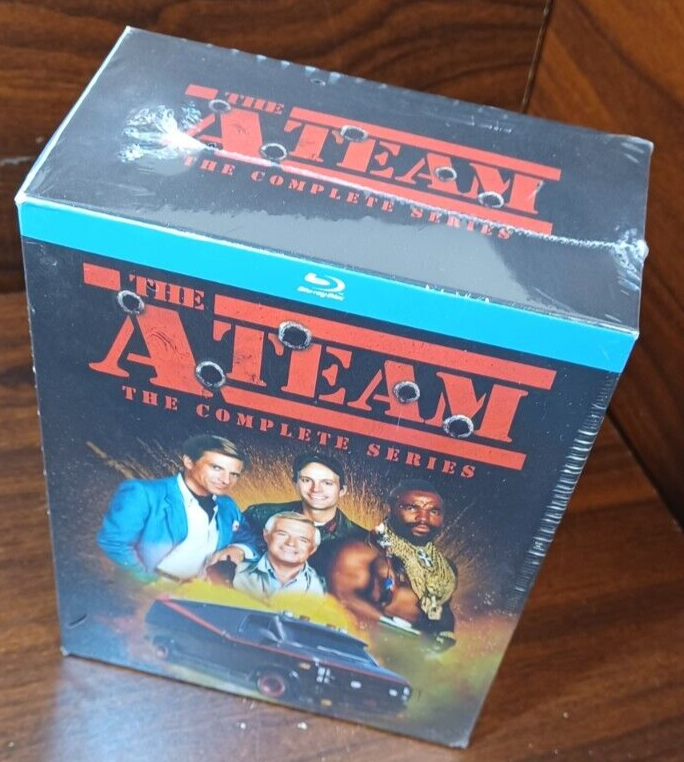 THE
A TEAM
THE COMPLETE SERIES
Blu-ray Disc
THE
A TEAM
THE COMPLETE SERIES